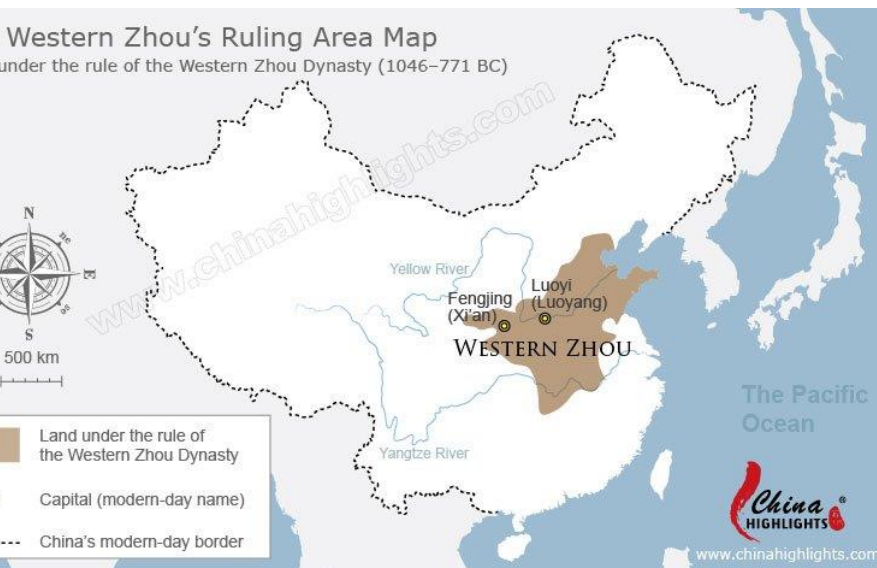 Western Zhou's Ruling Area Map
under the rule of the Western Zhou Dynasty (1046–771 BC)
www.chinahighlights.com
N
ne
E
se
S
500 km
Yellow River
Fengjing
(Xi'an)
Luoyi
(Luoyang)
WESTERN ZHOU
Yangtze River
The Pacific
Ocean
Land under the rule of
the Western Zhou Dynasty
Capital (modern-day name)
China's modern-day border
China ®
HIGHLIGHTS
www.chinahighlights.com